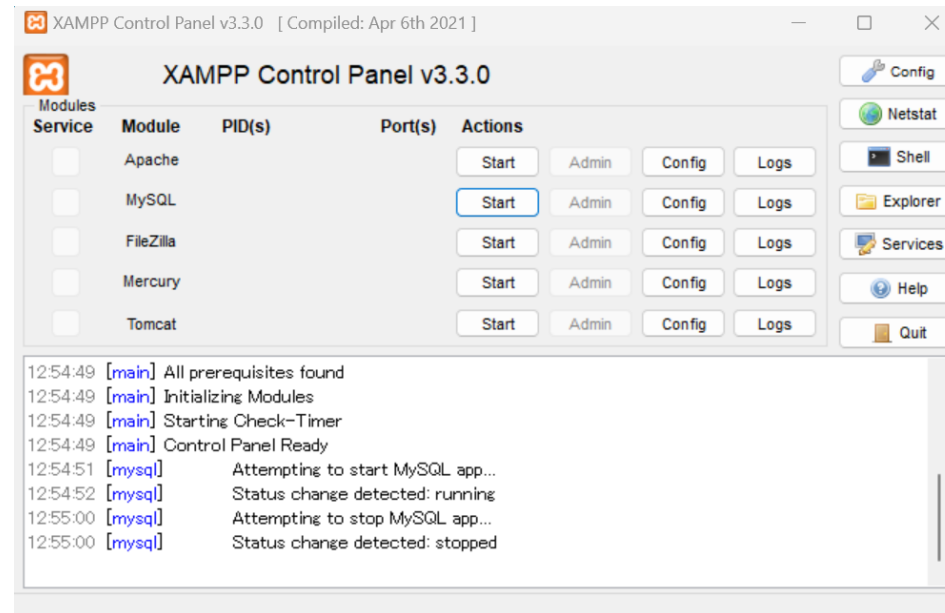 XAMPP Control Panel v3.3.0 [ Compiled: Apr 6th 2021 ]
XAMPP Control Panel v3.3.0
Config
Modules
Service Module PID(s) Port(s) Actions
Netstat
Apache Start Admin Config Logs
Shell
MySQL Start Admin Config Logs
Explorer
FileZilla Start Admin Config Logs
Services
Mercury Start Admin Config Logs
Help
Tomcat Start Admin Config Logs
Quit
12:54:49 [main] All prerequisites found
12:54:49 [main] Initializing Modules
12:54:49 [main] Starting Check-Timer
12:54:49 [main] Control Panel Ready
12:54:51 [mysql] Attempting to start MySQL app...
12:54:52 [mysql] Status change detected: running
12:55:00 [mysql] Attempting to stop MySQL app...
12:55:00 [mysql] Status change detected: stopped